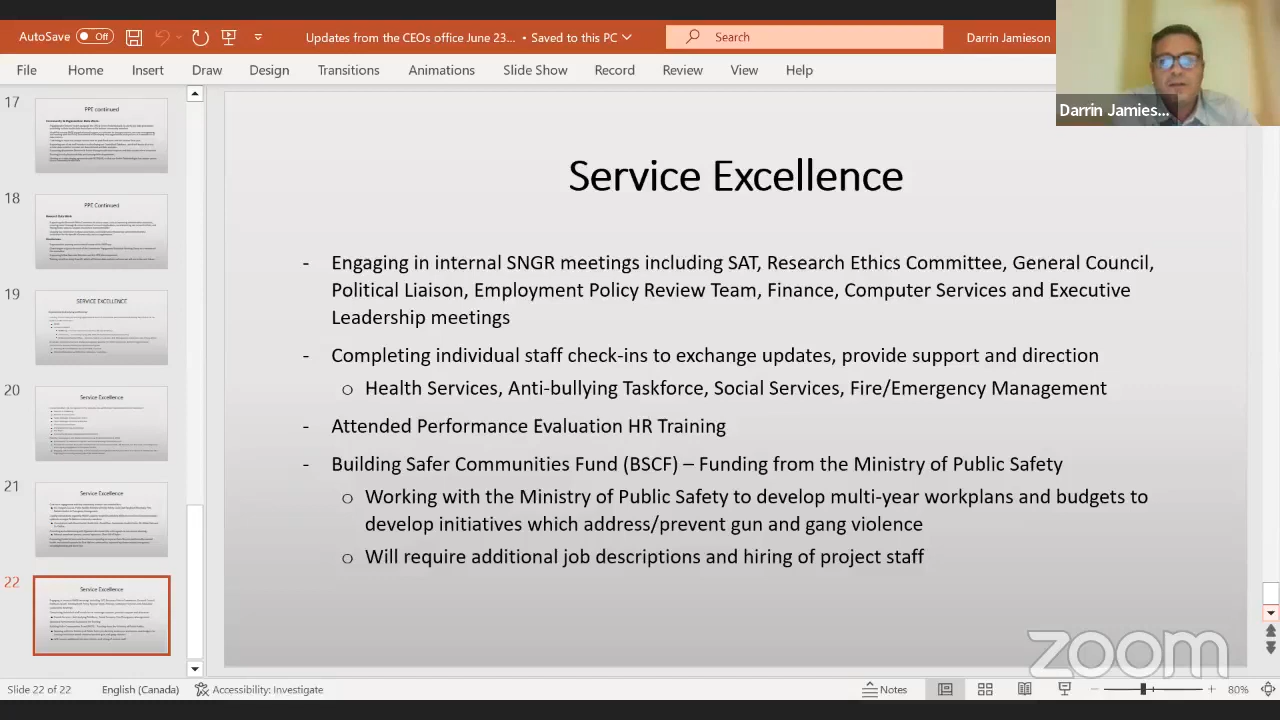 AutoSave Off Updates from the CEOs office June 23... • Saved to this PC Search Darrin Jamieson
File Home Insert Draw Design Transitions Animations Slide Show Record Review View Help
Darrin Jamies...
17
PPE continued
18
PPE Continued
19
SERVICE EXCELLENCE
20
Service Excellence
21
Service Excellence
22
Service Excellence
Service Excellence
- Engaging in internal SNGR meetings including SAT, Research Ethics Committee, General Council,
Political Liaison, Employment Policy Review Team, Finance, Computer Services and Executive
Leadership meetings
- Completing individual staff check-ins to exchange updates, provide support and direction
o Health Services, Anti-bullying Taskforce, Social Services, Fire/Emergency Management
- Attended Performance Evaluation HR Training
- Building Safer Communities Fund (BSCF) – Funding from the Ministry of Public Safety
o Working with the Ministry of Public Safety to develop multi-year workplans and budgets to
develop initiatives which address/prevent gun and gang violence
o Will require additional job descriptions and hiring of project staff
zoom
Slide 22 of 22 English (Canada) Accessibility: Investigate Notes 80%